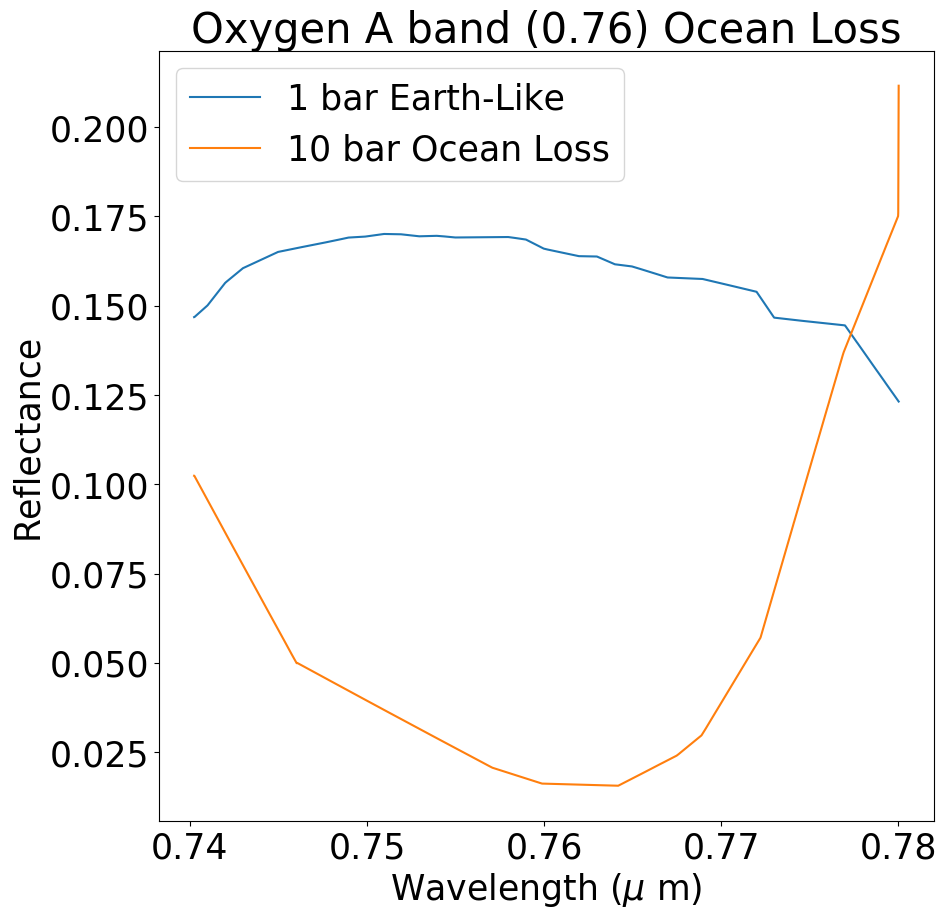 Oxygen A band (0.76) Ocean Loss
1 bar Earth-Like
10 bar Ocean Loss
0.200
0.175
0.150
0.125
0.100
0.075
0.050
0.025
Reflectance
0.74 0.75 0.76 0.77 0.78
Wavelength (μ m)